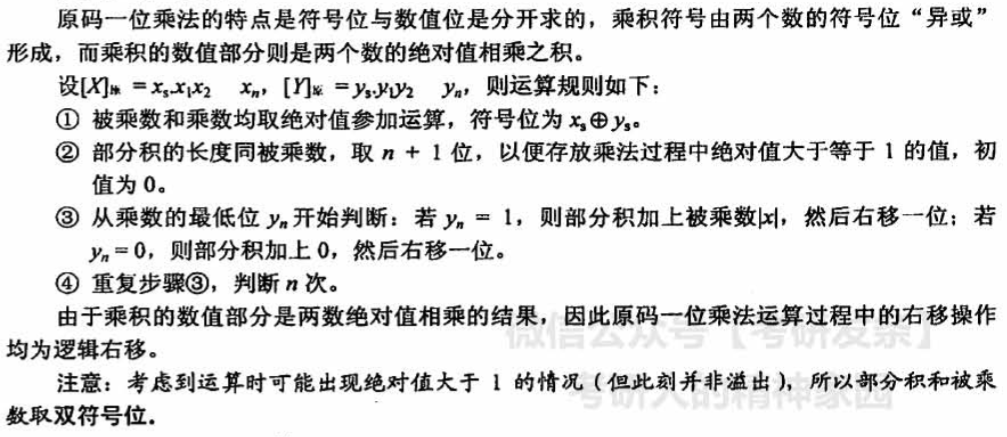 原码一位乘法的特点是符号位与数值位是分开求的，乘积符号由两个数的符号位“异或”
形成，而乘积的数值部分则是两个数的绝对值相乘之积。
设[X]原 = xₛ.x₁x₂ xₙ，[Y]原 = yₛ.y₁y₂ yₙ，则运算规则如下：
① 被乘数和乘数均取绝对值参加运算，符号位为 xₛ⊕yₛ。
② 部分积的长度同被乘数，取 n + 1 位，以便存放乘法过程中绝对值大于等于 1 的值，初
值为 0。
③ 从乘数的最低位 yₙ 开始判断：若 yₙ = 1，则部分积加上被乘数|x|，然后右移一位；若
yₙ = 0，则部分积加上 0，然后右移一位。
④ 重复步骤③，判断 n 次。
由于乘积的数值部分是两数绝对值相乘的结果，因此原码一位乘法运算过程中的右移操作
均为逻辑右移。
注意：考虑到运算时可能出现绝对值大于 1 的情况（但此刻并非溢出），所以部分积和被乘
数取双符号位.
微信公众号【考研发条】
考研人的精神家园